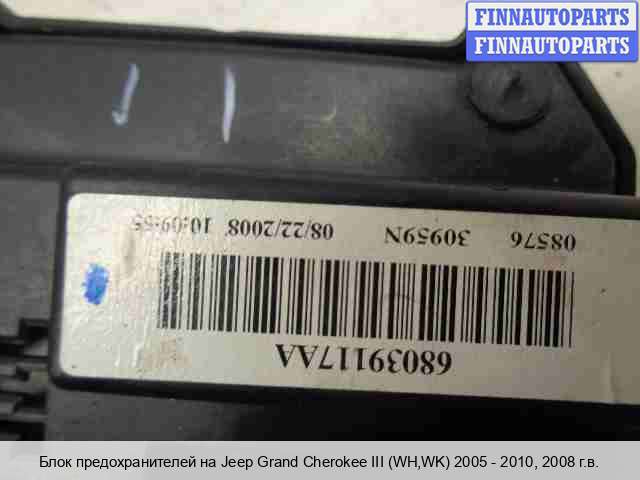 FINNAUTOPARTS
FINNAUTOPARTS
68039117AA
08576 30959N 08/22/2008 10:09:55
Блок предохранителей на Jeep Grand Cherokee III (WH,WK) 2005 - 2010, 2008 г.в.